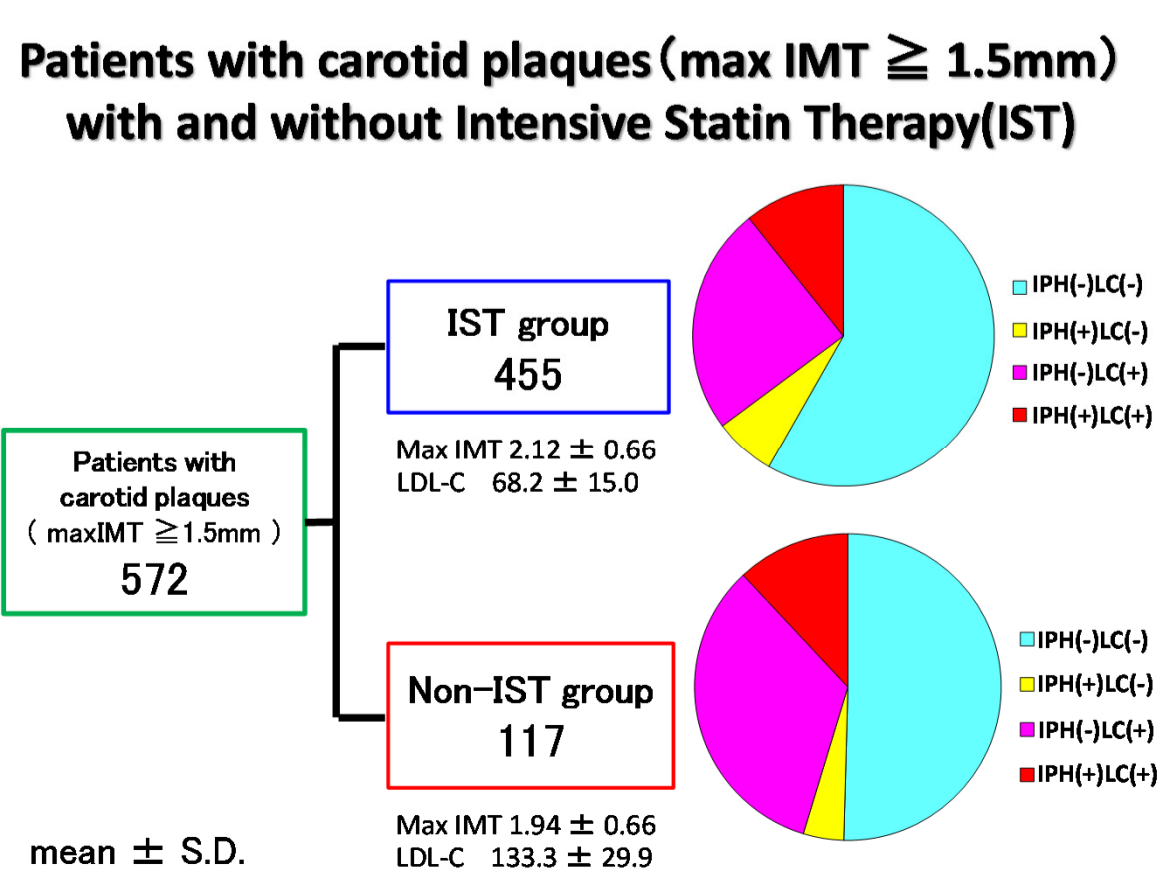 Patients with carotid plaques（max IMT ≧ 1.5mm）
with and without Intensive Statin Therapy(IST)
Patients with
carotid plaques
（ maxIMT ≧1.5mm ）
572
IST group
455
Max IMT 2.12 ± 0.66
LDL-C 68.2 ± 15.0
IPH(-)LC(-)
IPH(+)LC(-)
IPH(-)LC(+)
IPH(+)LC(+)
Non-IST group
117
Max IMT 1.94 ± 0.66
LDL-C 133.3 ± 29.9
IPH(-)LC(-)
IPH(+)LC(-)
IPH(-)LC(+)
IPH(+)LC(+)
mean ± S.D.